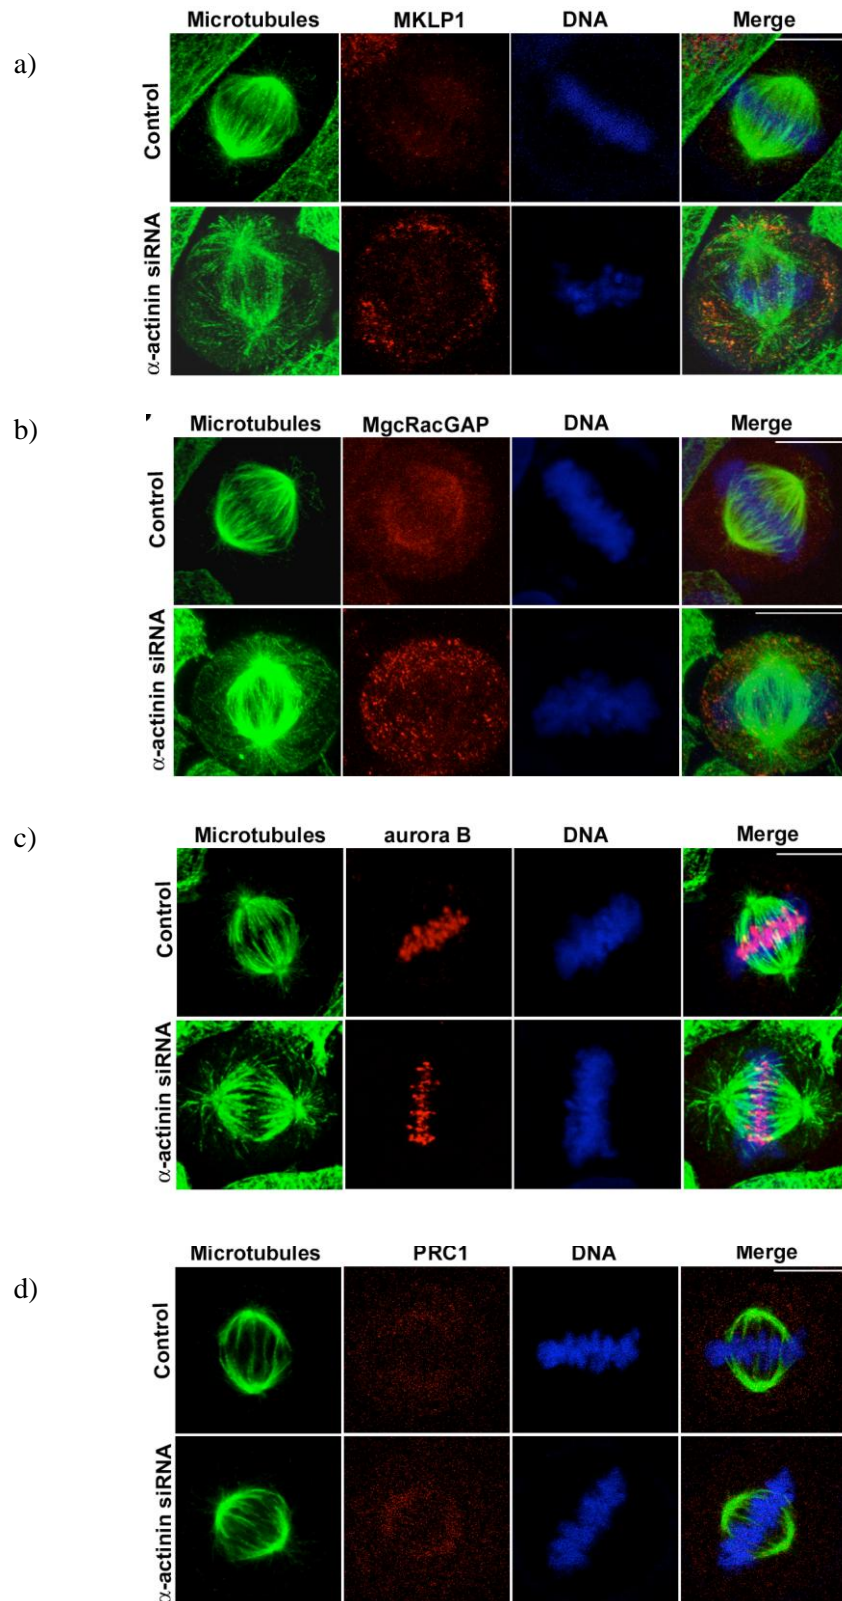 Microtubules MKLP1 DNA Merge
a)
Control
α-actinin siRNA
b)
Microtubules MgcRacGAP DNA Merge
Control
α-actinin siRNA
c)
Microtubules aurora B DNA Merge
Control
α-actinin siRNA
Microtubules PRC1 DNA Merge
d)
Control
α-actinin siRNA